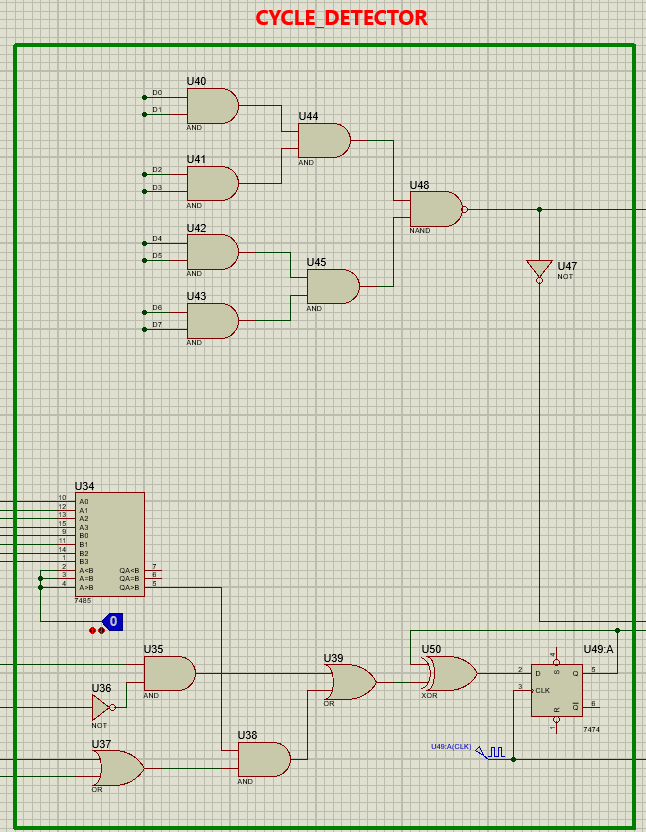 CYCLE_DETECTOR
U40
D0
D1
AND
U44
AND
U41
D2
D3
AND
U48
NAND
U42
D4
D5
AND
U45
AND
U47
NOT
U43
D6
D7
AND
U34
10 A0
12 A1
13 A2
15 A3
9 B0
11 B1
14 B2
1 B3
2 A<B QA<B 7
3 A=B QA=B 6
4 A>B QA>B 5
7485
0
U35
AND
U36
NOT
U39
OR
U50
XOR
U49:A
4
S
2 D Q 5
3 CLK
R Q 6
1
7474
U37
OR
U38
AND
U49:A(CLK)